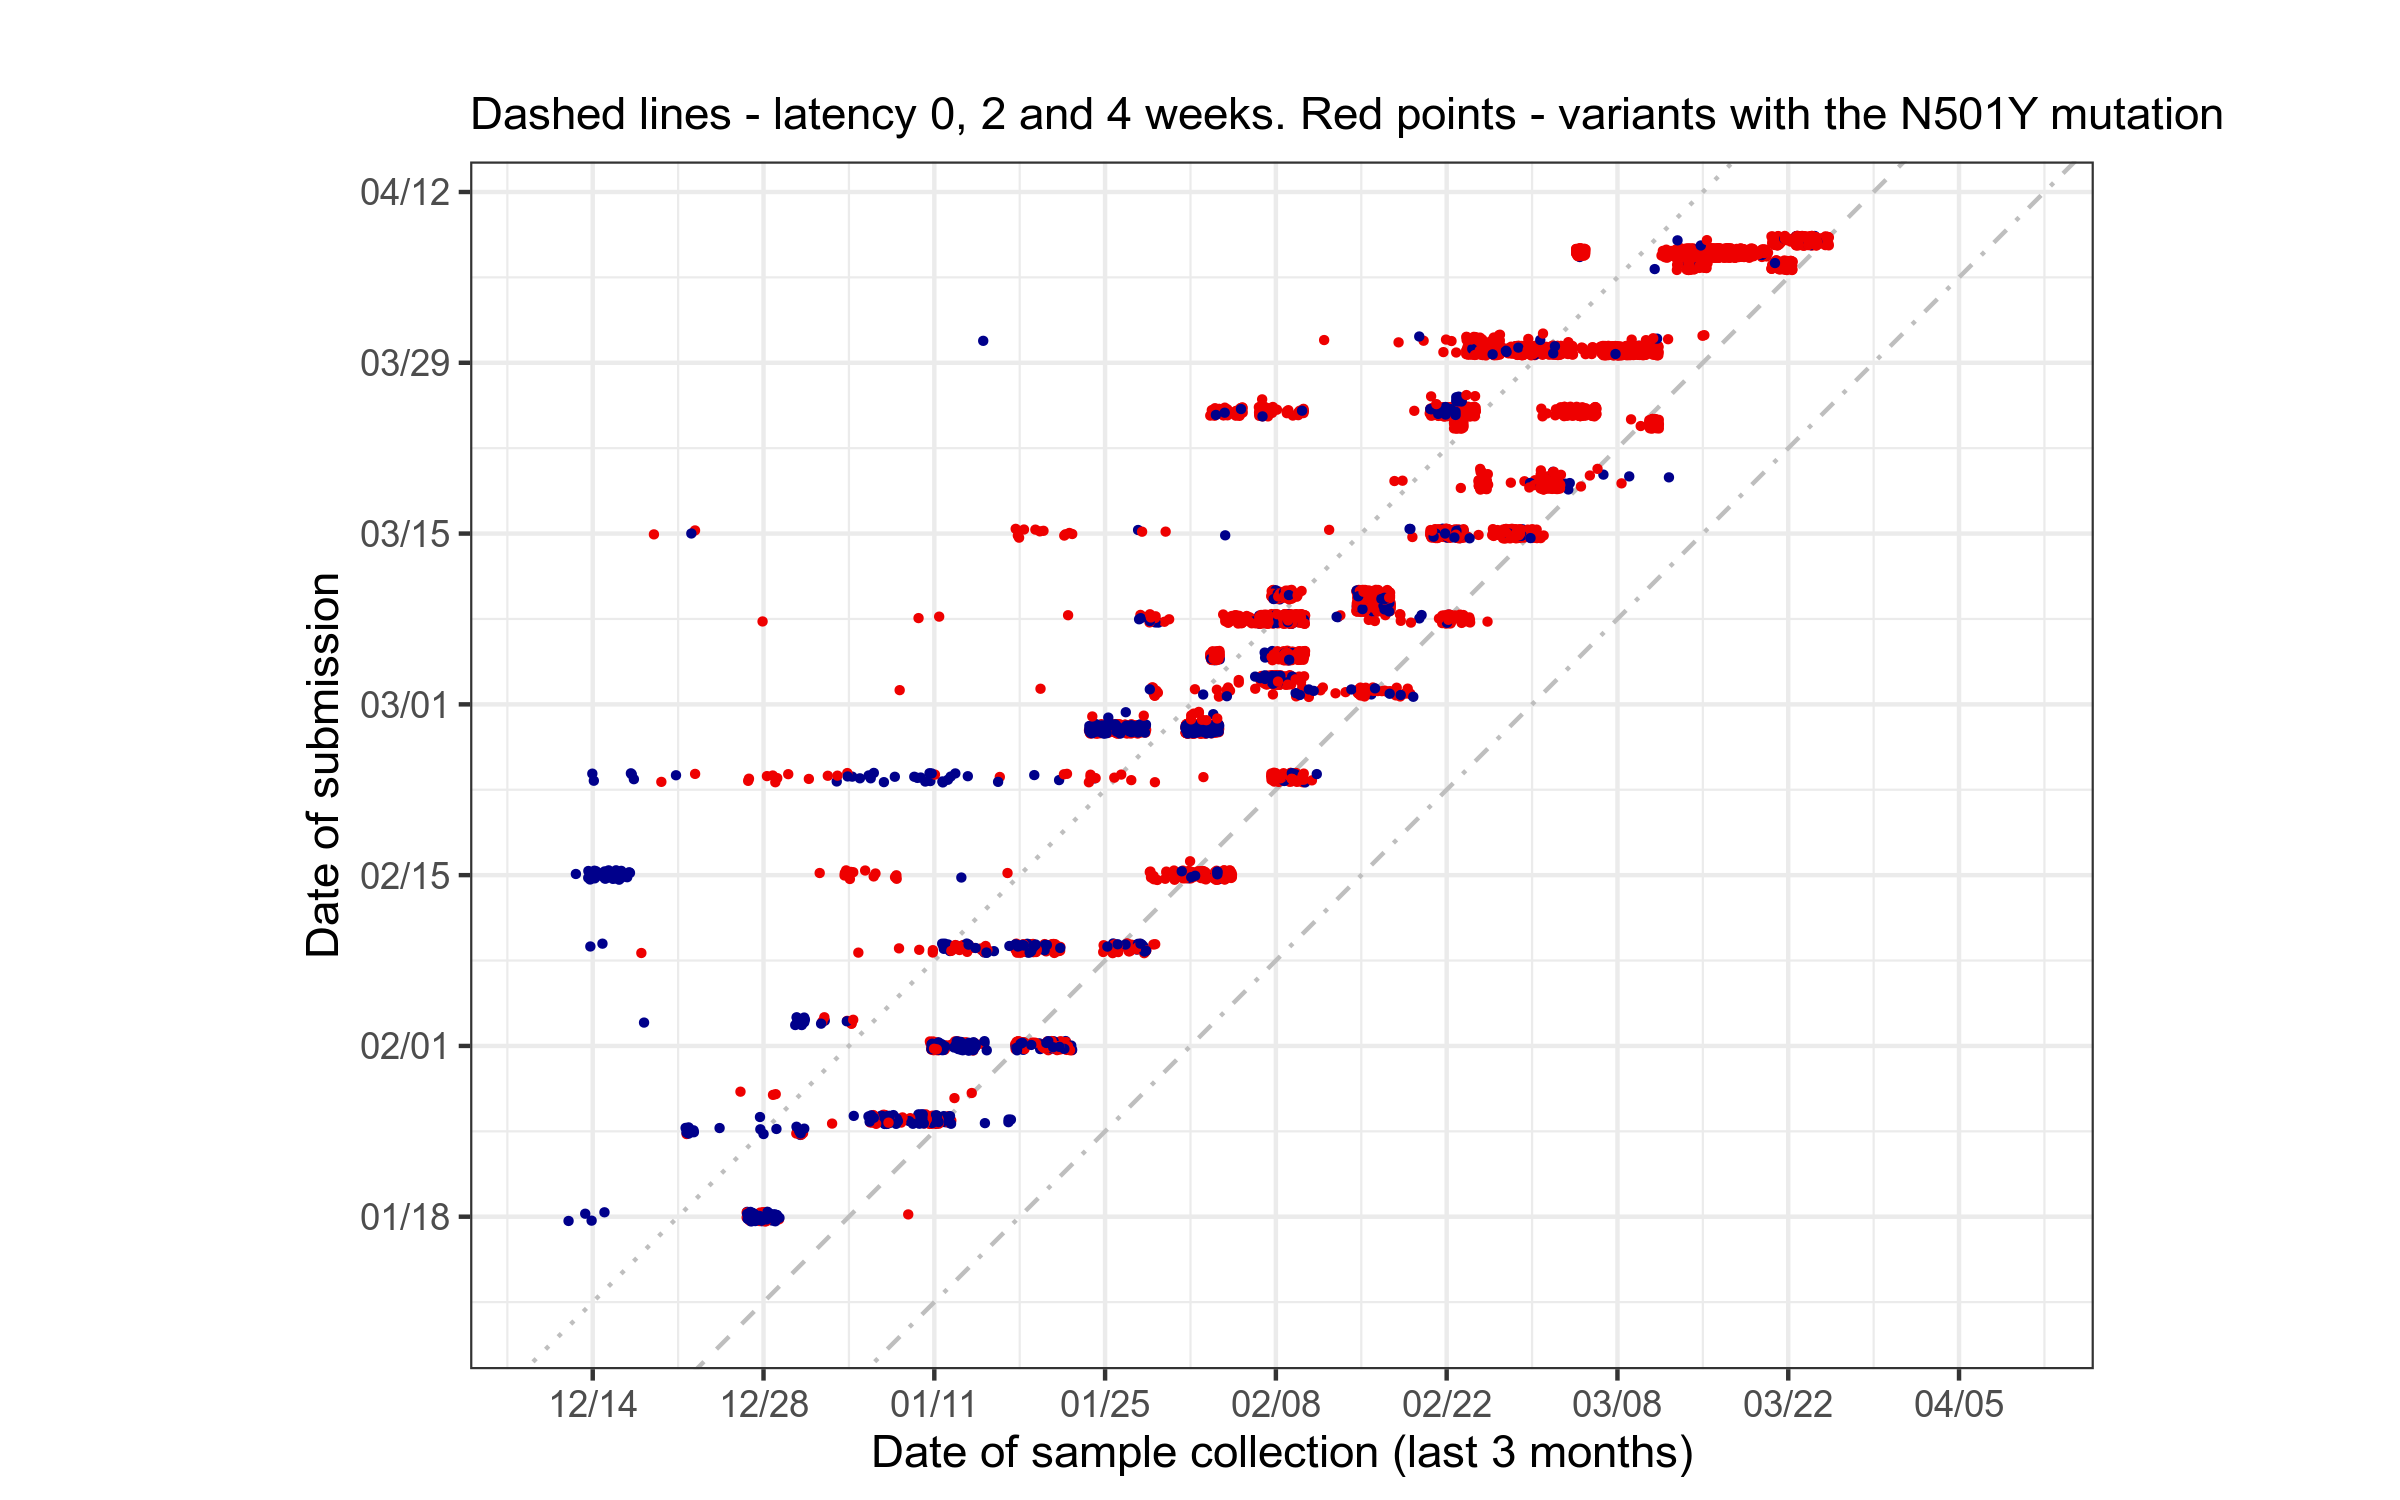 Dashed lines - latency 0, 2 and 4 weeks. Red points - variants with the N501Y mutation
Date of submission
04/12
03/29
03/15
03/01
02/15
02/01
01/18
12/14 12/28 01/11 01/25 02/08 02/22 03/08 03/22 04/05
Date of sample collection (last 3 months)